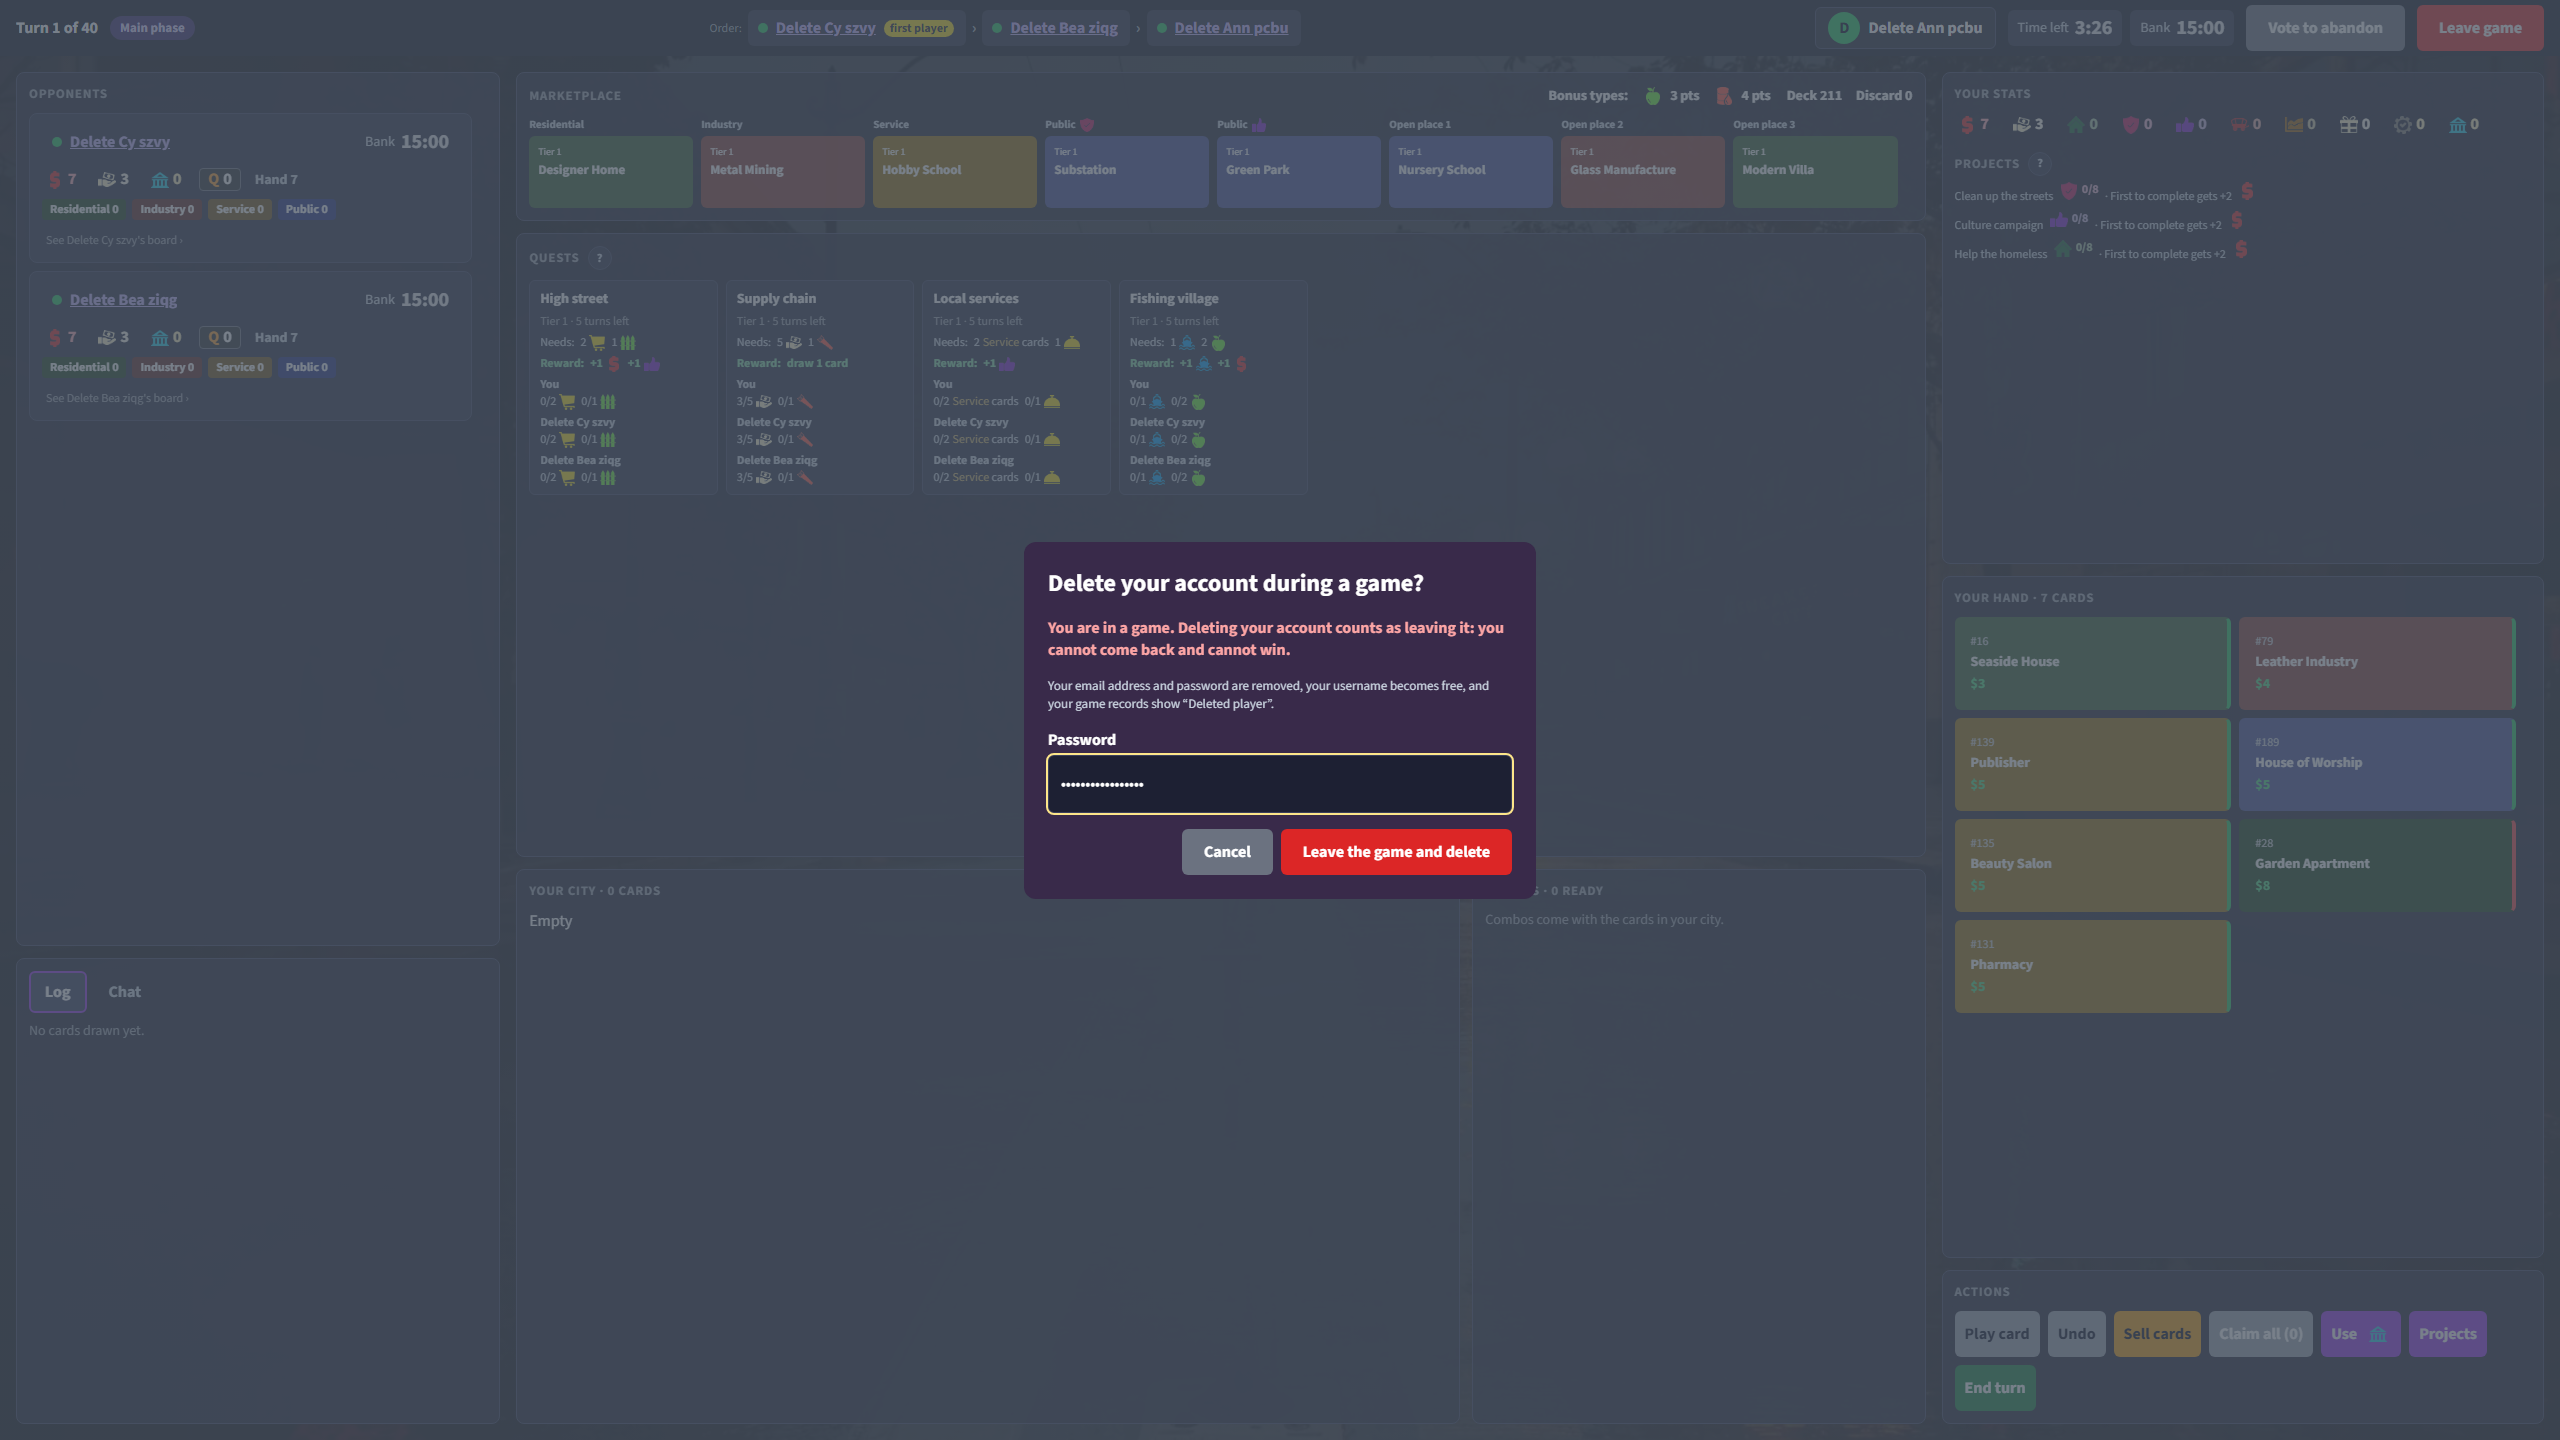 Turn 1 of 40 Main phase
Order: Delete Cy szvy first player › Delete Bea ziqg › Delete Ann pcbu
D Delete Ann pcbu Time left 3:26 Bank 15:00 Vote to abandon Leave game
OPPONENTS
Delete Cy szvy Bank 15:00
7 3 0 Q 0 Hand 7
Residential 0 Industry 0 Service 0 Public 0
See Delete Cy szvy's board ›
Delete Bea ziqg Bank 15:00
7 3 0 Q 0 Hand 7
Residential 0 Industry 0 Service 0 Public 0
See Delete Bea ziqg's board ›
Log Chat
No cards drawn yet.
MARKETPLACE
Bonus types: 3 pts 4 pts Deck 211 Discard 0
Residential Industry Service Public Public Open place 1 Open place 2 Open place 3
Tier 1 Tier 1 Tier 1 Tier 1 Tier 1 Tier 1 Tier 1 Tier 1
Designer Home Metal Mining Hobby School Substation Green Park Nursery School Glass Manufacture Modern Villa
QUESTS ?
High street
Tier 1 · 5 turns left
Needs: 2 1
Reward: +1 +1
You
0/2 0/1
Delete Cy szvy
0/2 0/1
Delete Bea ziqg
0/2 0/1
Supply chain
Tier 1 · 5 turns left
Needs: 5 1
Reward: draw 1 card
You
3/5 0/1
Delete Cy szvy
3/5 0/1
Delete Bea ziqg
3/5 0/1
Local services
Tier 1 · 5 turns left
Needs: 2 Service cards 1
Reward: +1
You
0/2 Service cards 0/1
Delete Cy szvy
0/2 Service cards 0/1
Delete Bea ziqg
0/2 Service cards 0/1
Fishing village
Tier 1 · 5 turns left
Needs: 1 2
Reward: +1 +1
You
0/1 0/2
Delete Cy szvy
0/1 0/2
Delete Bea ziqg
0/1 0/2
Delete your account during a game?
You are in a game. Deleting your account counts as leaving it: you
cannot come back and cannot win.
Your email address and password are removed, your username becomes free, and
your game records show “Deleted player”.
Password
•••••••••••••••••
Cancel Leave the game and delete
YOUR CITY · 0 CARDS
Empty
· 0 READY
Combos come with the cards in your city.
YOUR STATS
$ 7 3 0 0 0 0 0 0 0 0
PROJECTS ?
Clean up the streets 0/8 · First to complete gets +2 $
Culture campaign 0/8 · First to complete gets +2 $
Help the homeless 0/8 · First to complete gets +2 $
YOUR HAND · 7 CARDS
#16
Seaside House
$3
#79
Leather Industry
$4
#139
Publisher
$5
#189
House of Worship
$5
#135
Beauty Salon
$5
#28
Garden Apartment
$8
#131
Pharmacy
$5
ACTIONS
Play card Undo Sell cards Claim all (0) Use Projects
End turn